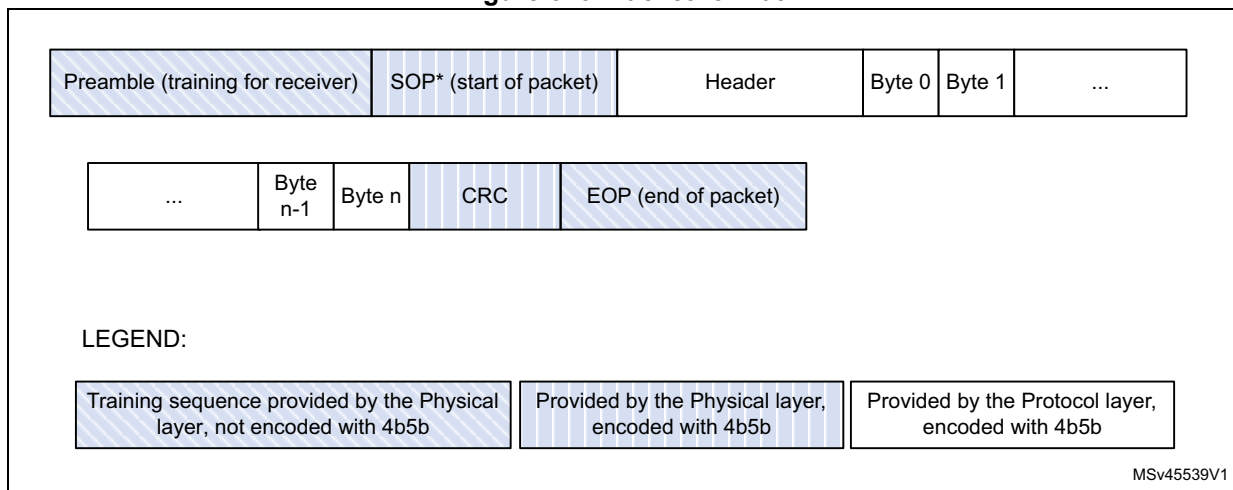 Preamble (training for receiver) SOP* (start of packet) Header Byte 0 Byte 1 ...
... Byte n-1 Byte n CRC EOP (end of packet)
LEGEND:
Training sequence provided by the Physical layer, not encoded with 4b5b
Provided by the Physical layer, encoded with 4b5b
Provided by the Protocol layer, encoded with 4b5b
MSv45539V1